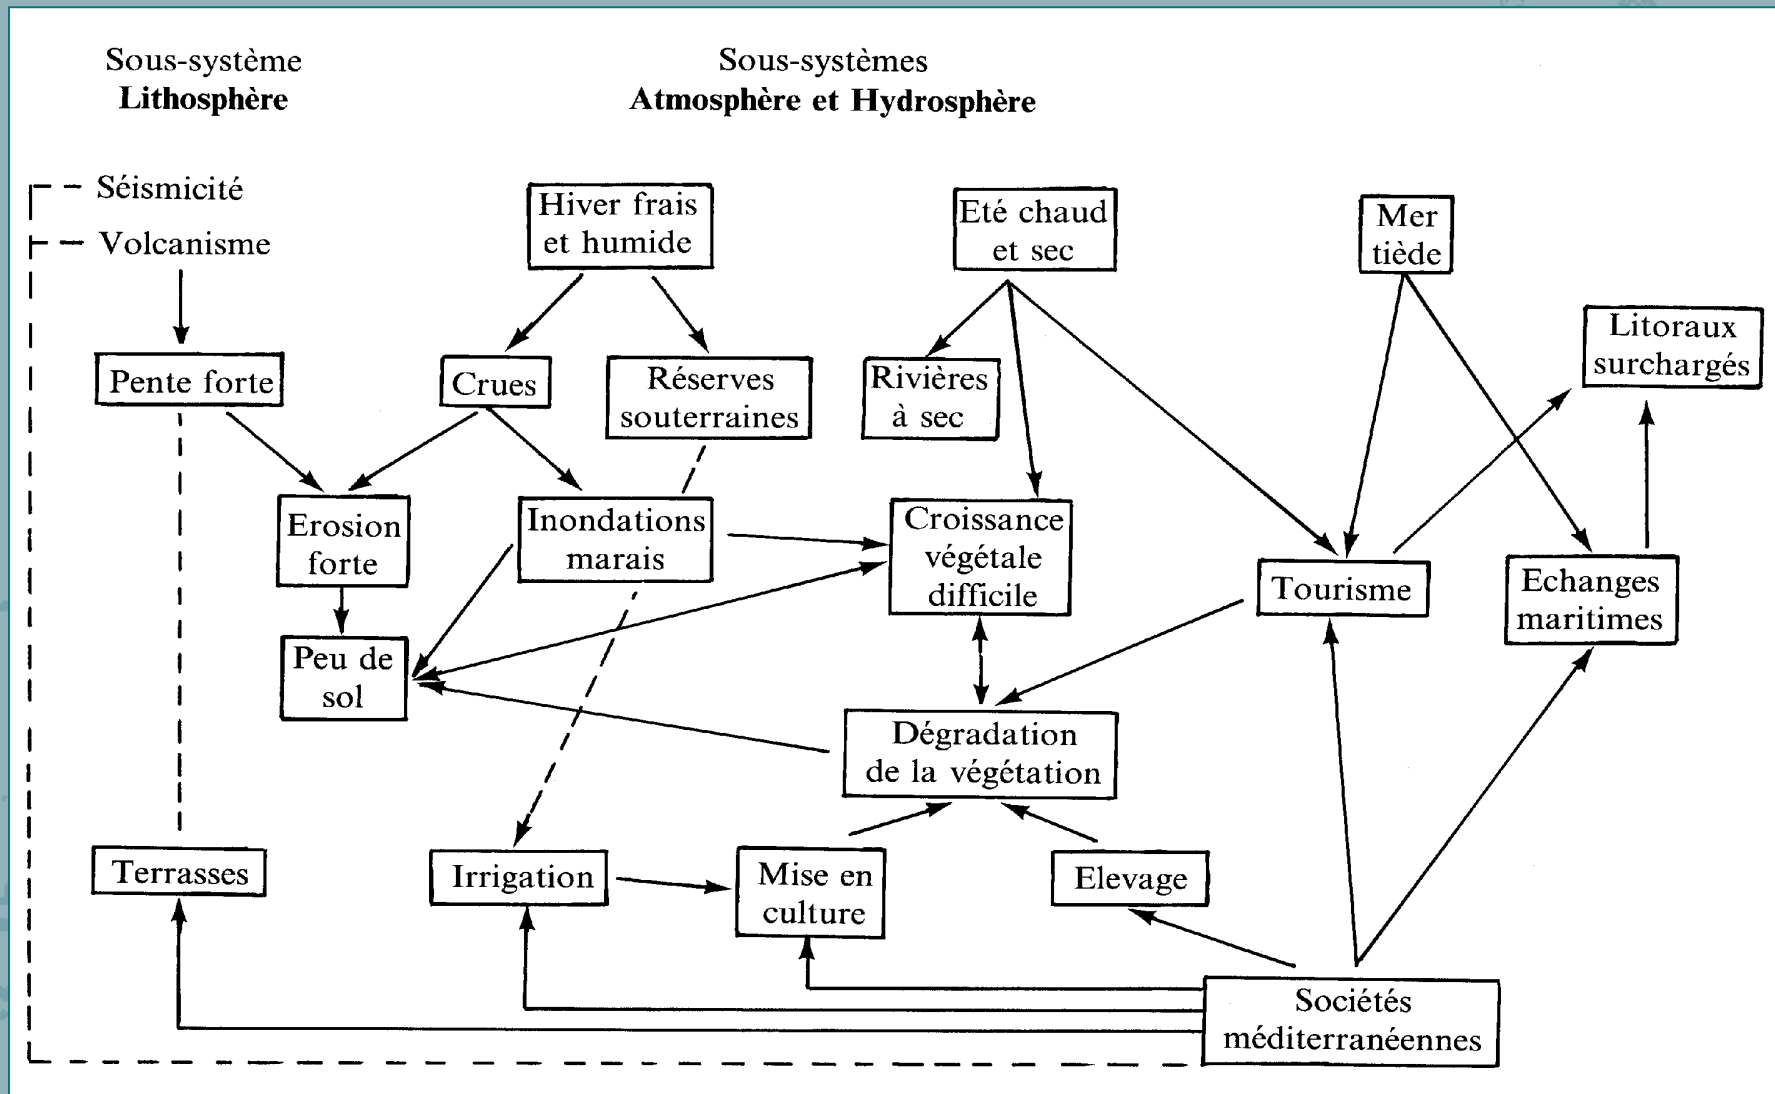 Sous-système
Lithosphère
Sous-systèmes
Atmosphère et Hydrosphère
Séismicité
Volcanisme
Hiver frais
et humide
Eté chaud
et sec
Mer
tiède
Litoraux
surchargés
Pente forte
Crues
Réserves
souterraines
Rivières
à sec
Erosion
forte
Inondations
marais
Croissance
végétale
difficile
Tourisme
Echanges
maritimes
Peu de
sol
Dégradation
de la végétation
Terrasses
Irrigation
Mise en
culture
Elevage
Sociétés
méditerranéennes